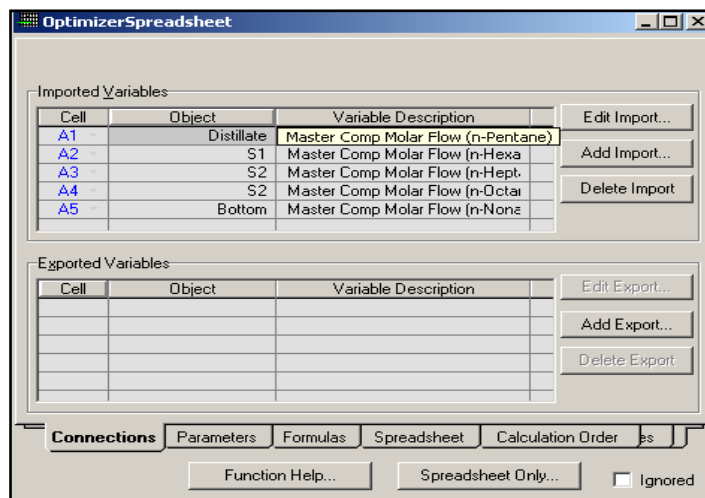 OptimizerSpreadsheet
Imported Variables
Cell Object Variable Description
Edit Import...
A1 Distillate Master Comp Molar Flow (n-Pentane)
A2 S1 Master Comp Molar Flow (n-Hexa
Add Import...
A3 S2 Master Comp Molar Flow (n-Hept
A4 S2 Master Comp Molar Flow (n-Octar
Delete Import
A5 Bottom Master Comp Molar Flow (n-Nona
Exported Variables
Cell Object Variable Description
Edit Export...
Add Export...
Delete Export
Connections Parameters Formulas Spreadsheet Calculation Order es
Function Help... Spreadsheet Only... Ignored